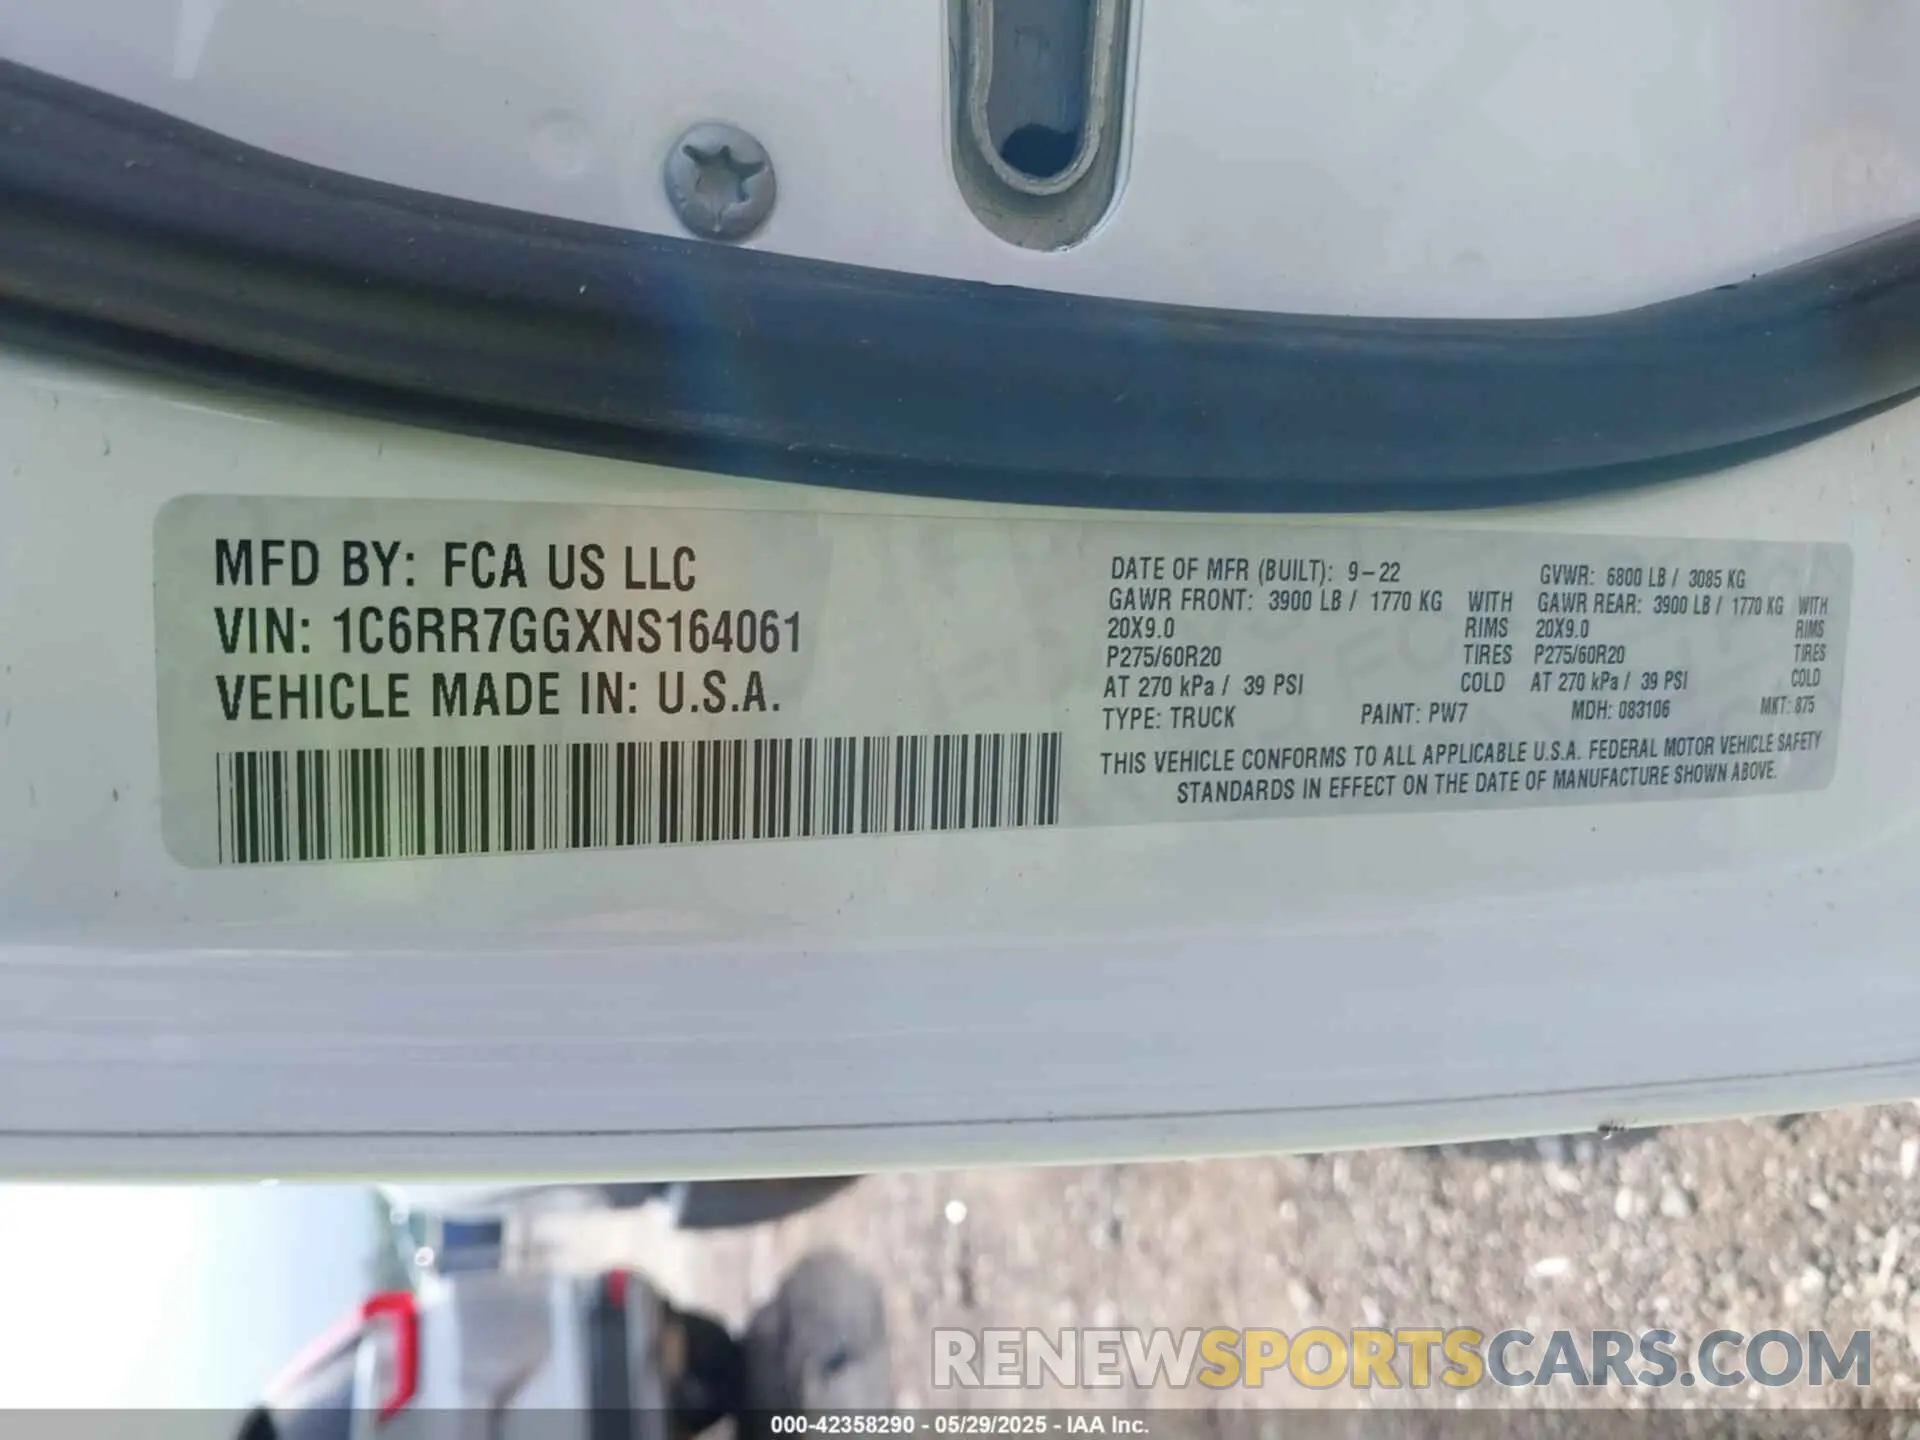 MFD BY: FCA US LLC
VIN: 1C6RR7GGXNS164061
VEHICLE MADE IN: U.S.A.
DATE OF MFR (BUILT): 9-22 GVWR: 6800 LB / 3085 KG
GAWR FRONT: 3900 LB / 1770 KG WITH GAWR REAR: 3900 LB / 1770 KG WITH
20X9.0 RIMS 20X9.0 RIMS
P275/60R20 TIRES P275/60R20 TIRES
AT 270 kPa / 39 PSI COLD AT 270 kPa / 39 PSI COLD
TYPE: TRUCK PAINT: PW7 MDH: 083106 MKT: 875
THIS VEHICLE CONFORMS TO ALL APPLICABLE U.S.A. FEDERAL MOTOR VEHICLE SAFETY
STANDARDS IN EFFECT ON THE DATE OF MANUFACTURE SHOWN ABOVE.
RENEWSPORTSCARS.COM
000-42358290 - 05/29/2025 - IAA Inc.